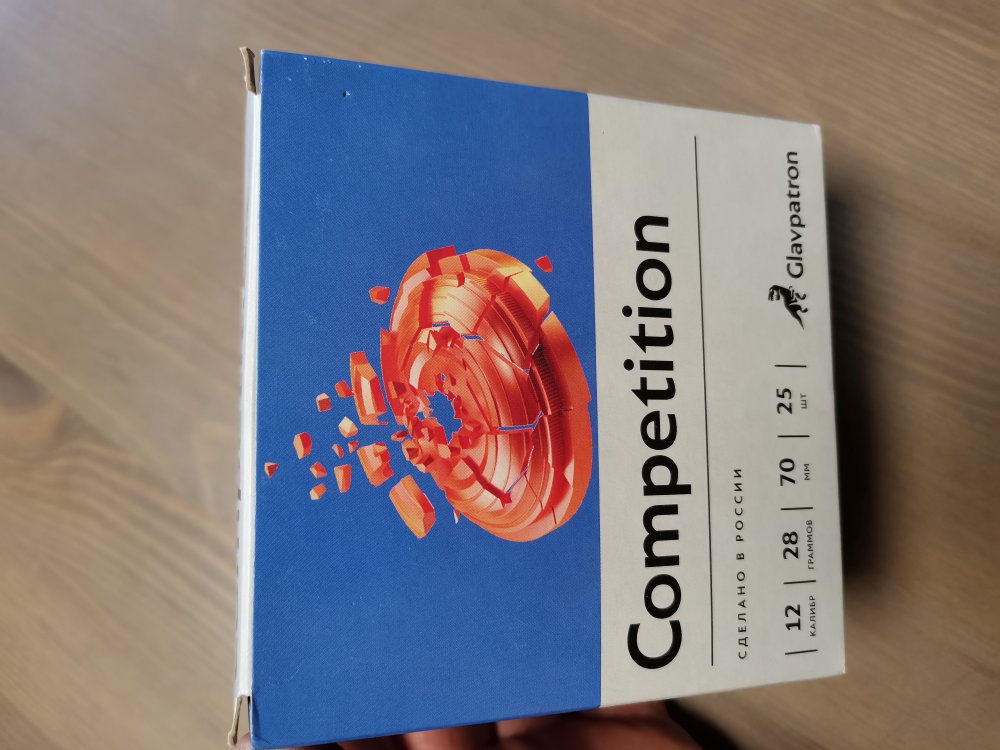 Competition
СДЕЛАНО В РОССИИ
12 | 28 | 70 | 25 | Glavpatron
КАЛИБР ГРАММОВ ММ ШТ